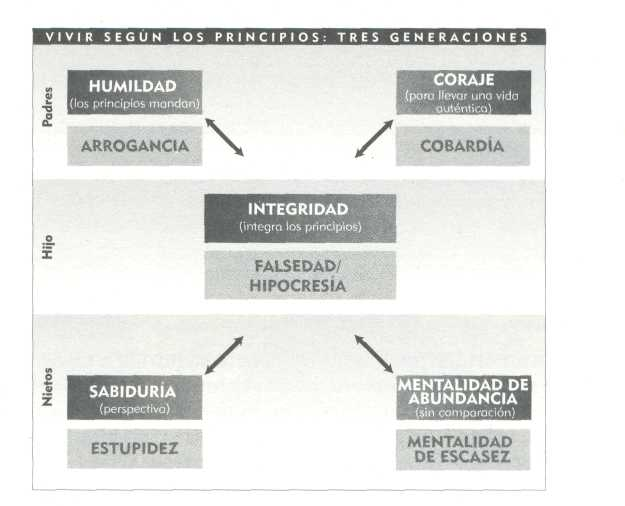 VIVIR SEGÚN LOS PRINCIPIOS: TRES GENERACIONES
Padres
HUMILDAD
(los principios mandan)
ARROGANCIA
CORAJE
(para llevar una vida
auténtica)
COBARDÍA
Hijo
INTEGRIDAD
(integra los principios)
FALSEDAD/
HIPOCRESÍA
Nietos
SABIDURÍA
(perspectiva)
ESTUPIDEZ
MENTALIDAD DE
ABUNDANCIA
(sin comparación)
MENTALIDAD
DE ESCASEZ